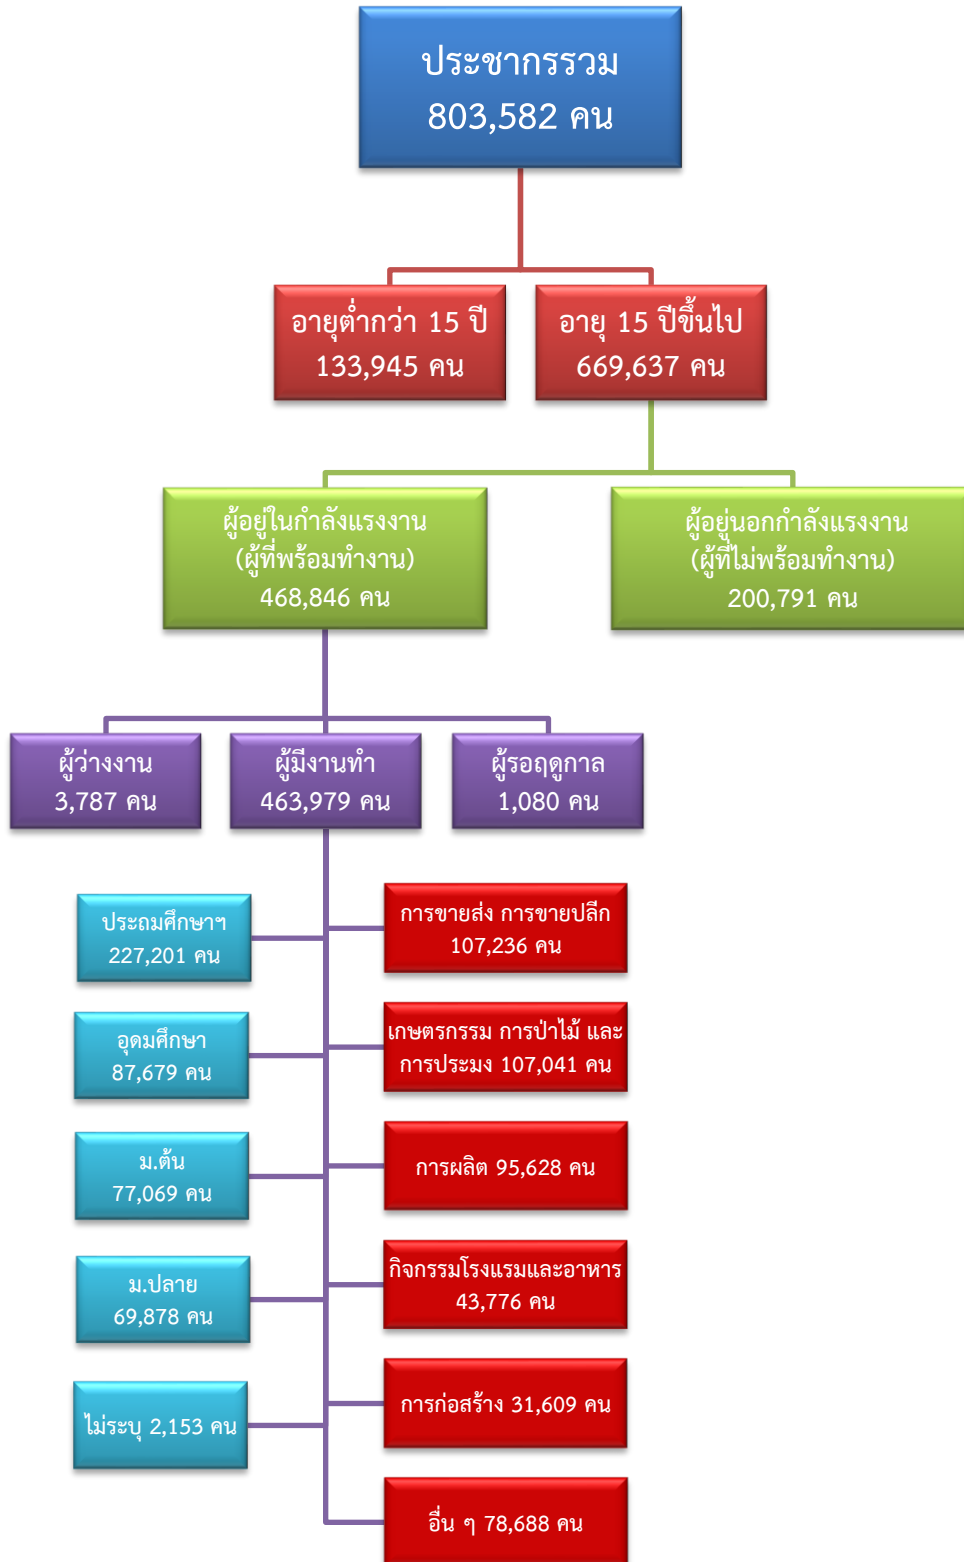 ประชากรรวม
803,582 คน
อายุต่ำกว่า 15 ปี
133,945 คน
อายุ 15 ปีขึ้นไป
669,637 คน
ผู้อยู่ในกำลังแรงงาน
(ผู้ที่พร้อมทำงาน)
468,846 คน
ผู้อยู่นอกกำลังแรงงาน
(ผู้ที่ไม่พร้อมทำงาน)
200,791 คน
ผู้ว่างงาน
3,787 คน
ผู้มีงานทำ
463,979 คน
ผู้รอฤดูกาล
1,080 คน
ประถมศึกษาฯ
227,201 คน
อุดมศึกษา
87,679 คน
ม.ต้น
77,069 คน
ม.ปลาย
69,878 คน
ไม่ระบุ 2,153 คน
การขายส่ง การขายปลีก
107,236 คน
เกษตรกรรม การป่าไม้ และ
การประมง 107,041 คน
การผลิต 95,628 คน
กิจกรรมโรงแรมและอาหาร
43,776 คน
การก่อสร้าง 31,609 คน
อื่น ๆ 78,688 คน